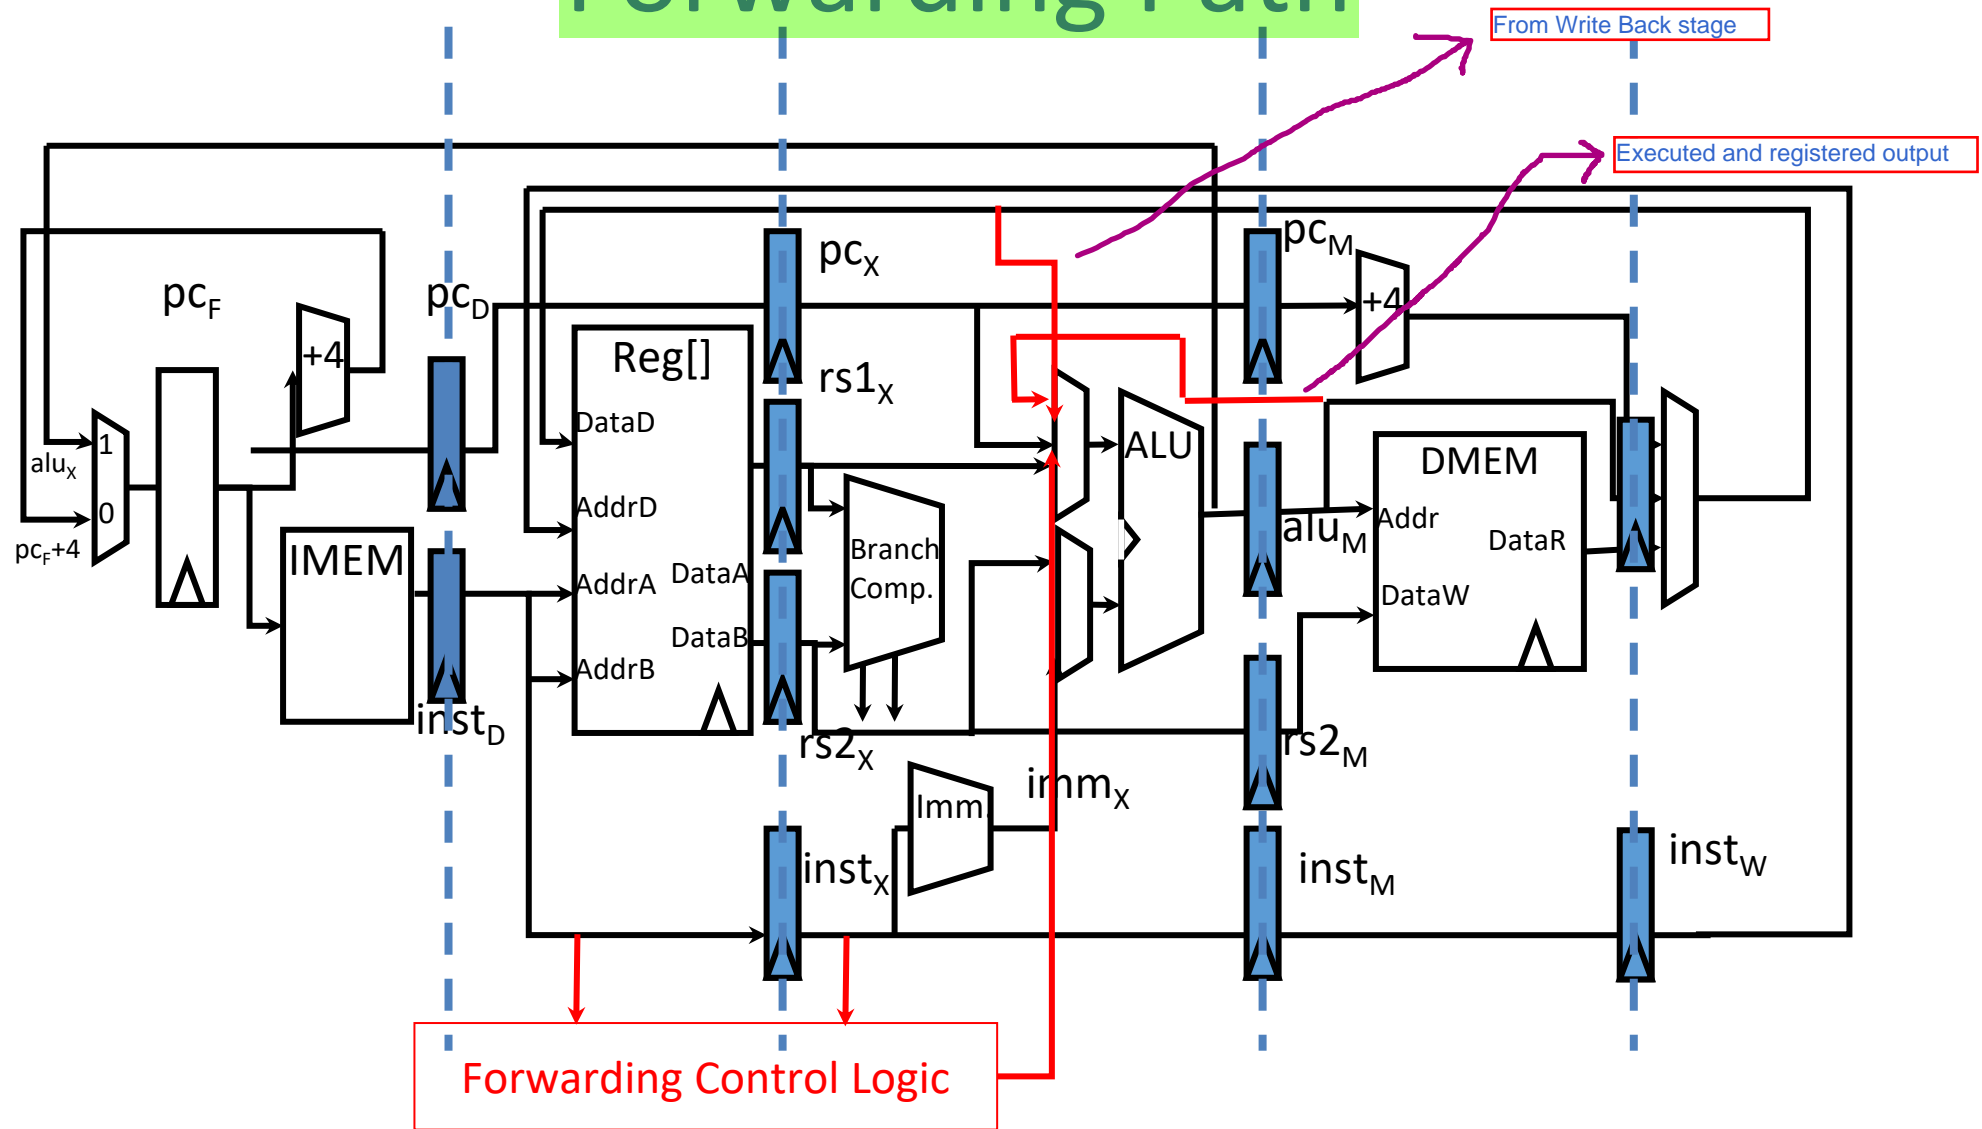 Forwarding Path
From Write Back stage
Executed and registered output
pcF
pcD
pcX
pcM
+4
+4
Reg[]
rs1X
DataD
1
aluX
0
pcF+4
ALU
DMEM
AddrD
Addr
aluM
DataR
IMEM
Branch
Comp.
AddrA
DataA
DataW
DataB
AddrB
instD
rs2X
rs2M
immX
Imm.
instX
instM
instW
Forwarding Control Logic